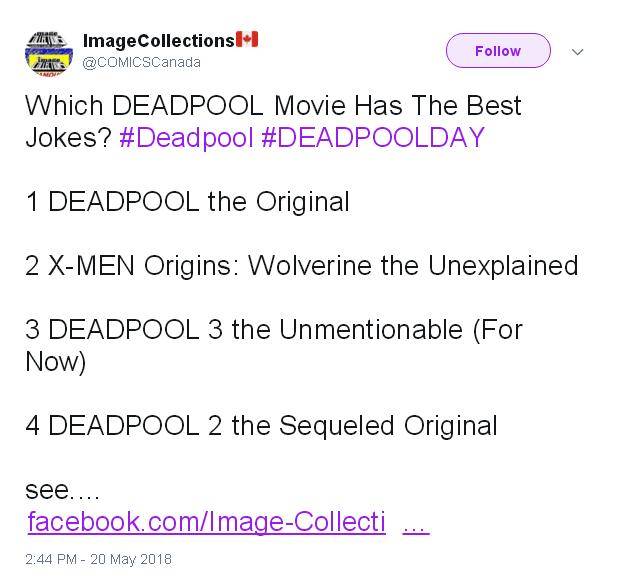 ImageCollections
@COMICSCanada
Follow
Which DEADPOOL Movie Has The Best
Jokes? #Deadpool #DEADPOOLDAY
1 DEADPOOL the Original
2 X-MEN Origins: Wolverine the Unexplained
3 DEADPOOL 3 the Unmentionable (For
Now)
4 DEADPOOL 2 the Sequeled Original
see....
facebook.com/Image-Collecti ...
2:44 PM - 20 May 2018